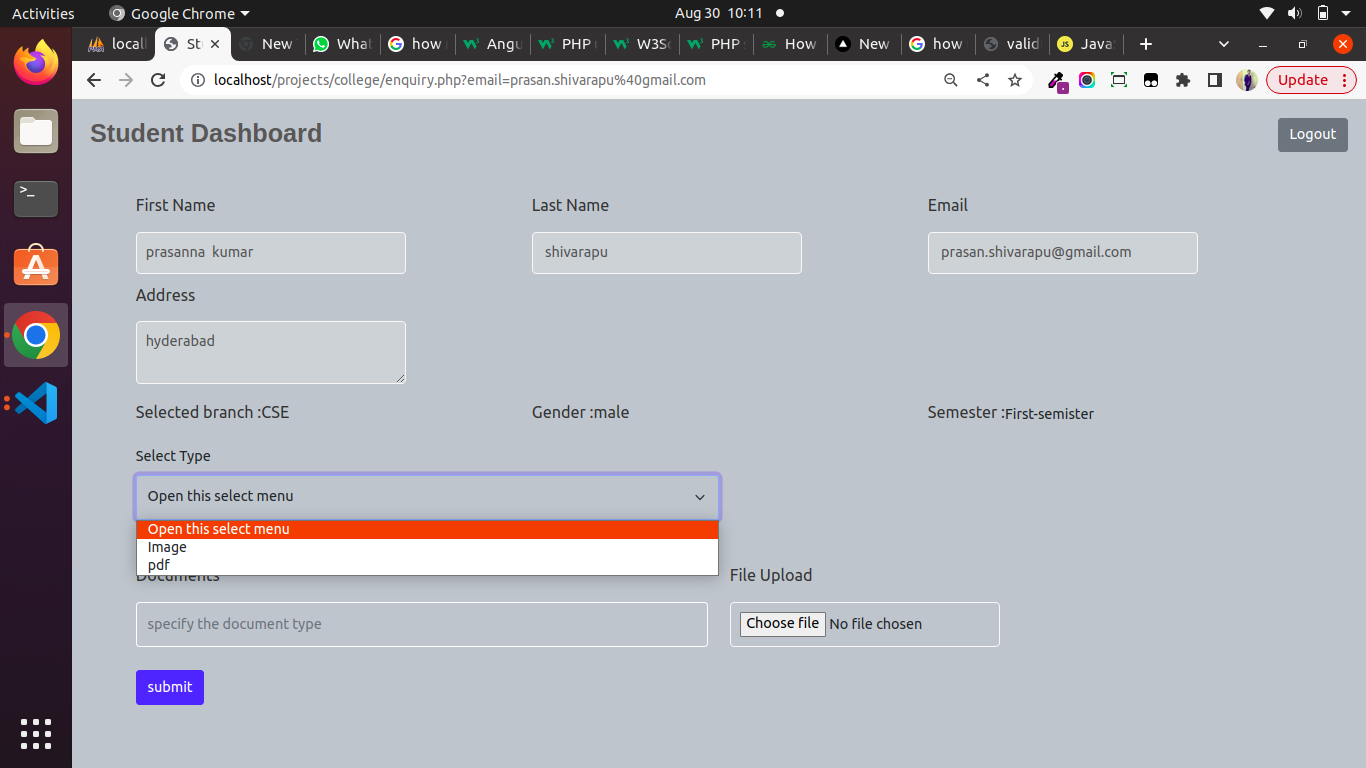 Activities
Google Chrome
Aug 30 10:11
locall
St
New
What
how
Angu
PHP
W3Sc
PHP
How
New
how
valid
JS
Java
localhost/projects/college/enquiry.php?email=prasan.shivarapu%40gmail.com
Update
Student Dashboard
Logout
First Name
Last Name
Email
prasanna kumar
shivarapu
prasan.shivarapu@gmail.com
Address
hyderabad
Selected branch :CSE
Gender :male
Semester :First-semister
Select Type
Open this select menu
Open this select menu
Image
pdf
Documents
File Upload
specify the document type
Choose file No file chosen
submit